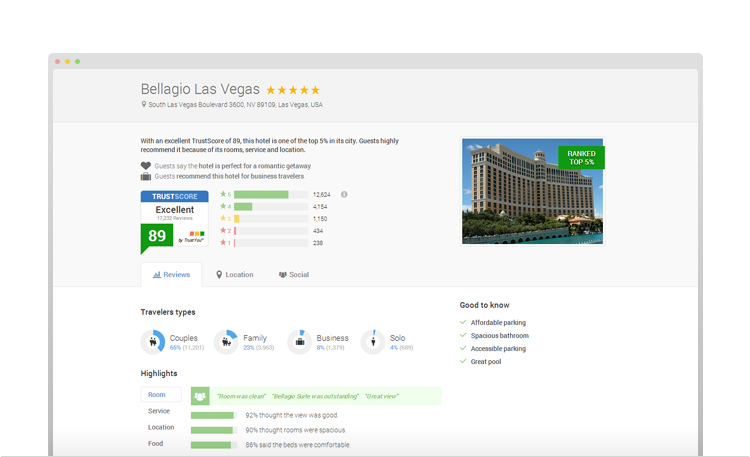 Bellagio Las Vegas
South Las Vegas Boulevard 3600, NV 89109, Las Vegas, USA
With an excellent TrustScore of 89, this hotel is one of the top 5% in its city. Guests highly
recommend it because of its rooms, service and location.
Guests say the hotel is perfect for a romantic getaway
Guests recommend this hotel for business travelers
RANKED
TOP 5%
TRUSTSCORE
Excellent
17,232 Reviews
89
by TrustYou
5 12,624
4 4,154
3 1,150
2 434
1 238
Reviews Location Social
Travelers types
Couples
65% (11,201)
Family
20% (3,963)
Business
8% (1,379)
Solo
4% (689)
Good to know
Affordable parking
Spacious bathroom
Accessible parking
Great pool
Highlights
Room
Service
Location
Food
"Room was clean" "Bellagio Suite was outstanding" "Great view"
92% thought the view was good.
90% thought rooms were spacious.
86% said the beds were comfortable.